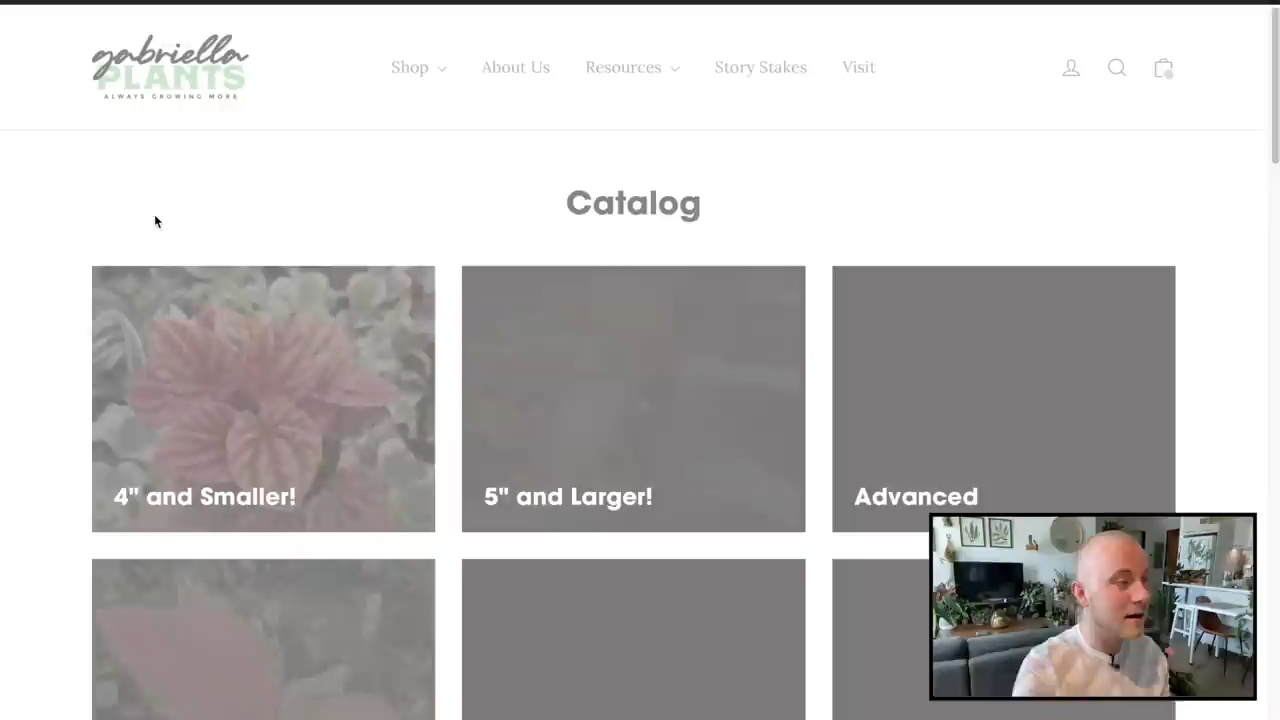 gabriella
PLANTS
ALWAYS GROWING MORE
Shop
About Us
Resources
Story Stakes
Visit
Catalog
4" and Smaller!
5" and Larger!
Advanced